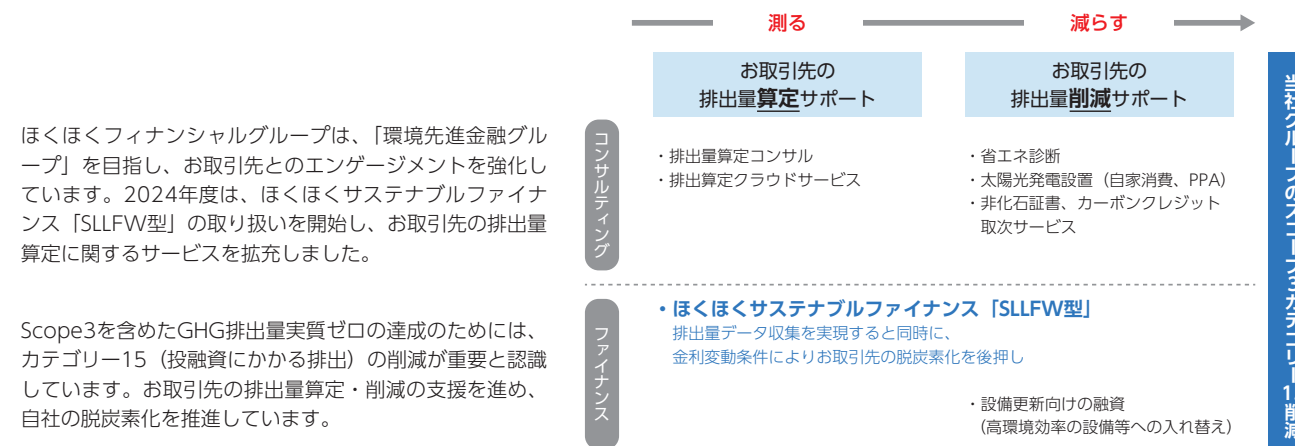 測る
減らす
お取引先の
排出量算定サポート
お取引先の
排出量削減サポート
ほくほくフィナンシャルグループは、「環境先進金融グル
ープ」を目指し、お取引先とのエンゲージメントを強化し
ています。2024年度は、ほくほくサステナブルファイナ
ンス「SLLFW型」の取り扱いを開始し、お取引先の排出量
算定に関するサービスを拡充しました。
Scope3を含めたGHG排出量実質ゼロの達成のためには、
カテゴリー15（投融資にかかる排出）の削減が重要と認識
しています。お取引先の排出量算定・削減の支援を進め、
自社の脱炭素化を推進しています。
コンサルティング
・排出量算定コンサル
・排出算定クラウドサービス
・省エネ診断
・太陽光発電設置（自家消費、PPA）
・非化石証書、カーボンクレジット
取次サービス
ファイナンス
・ほくほくサステナブルファイナンス「SLLFW型」
排出量データ収集を実現すると同時に、
金利変動条件によりお取引先の脱炭素化を後押し
・設備更新向けの融資
（高環境効率の設備等への入れ替え）
当社グループのスコープ3カテゴリー1削減